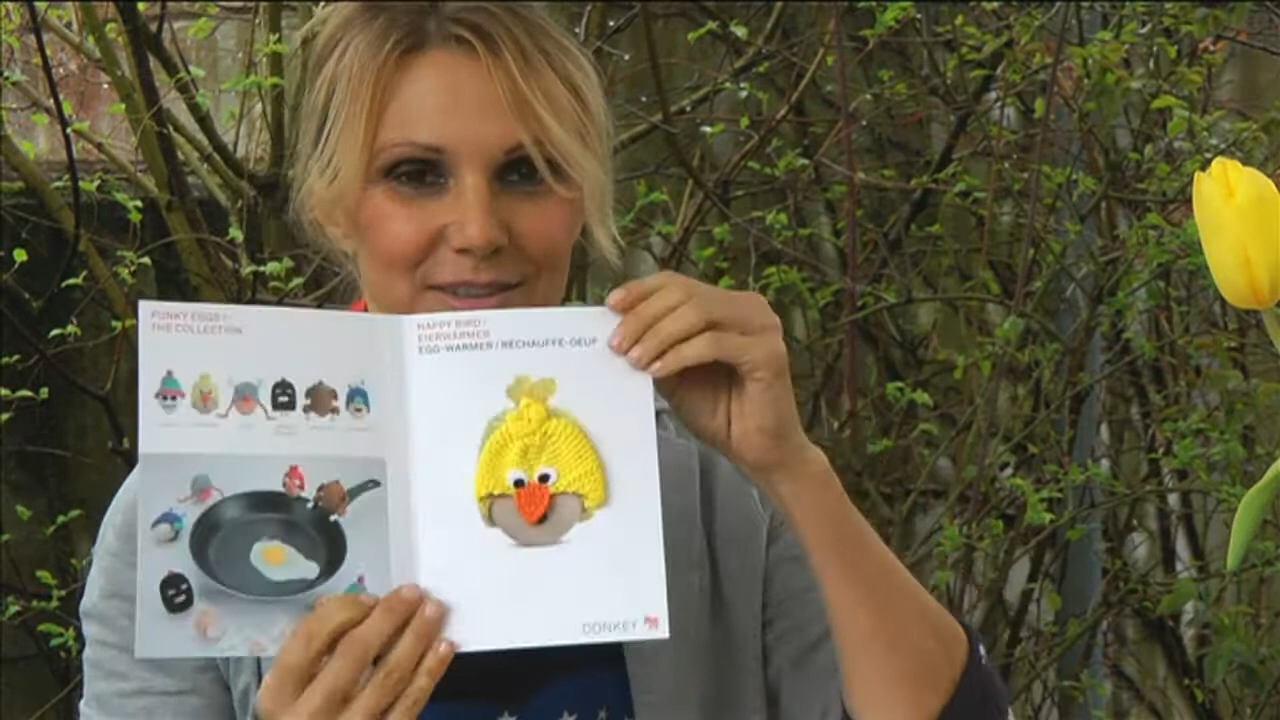 FUNKY EGGS /
THE COLLECTION
HAPPY BIRD /
EIERWÄRMER
EGG-WARMER / RECHAUFFE-OEUF
DONKEY